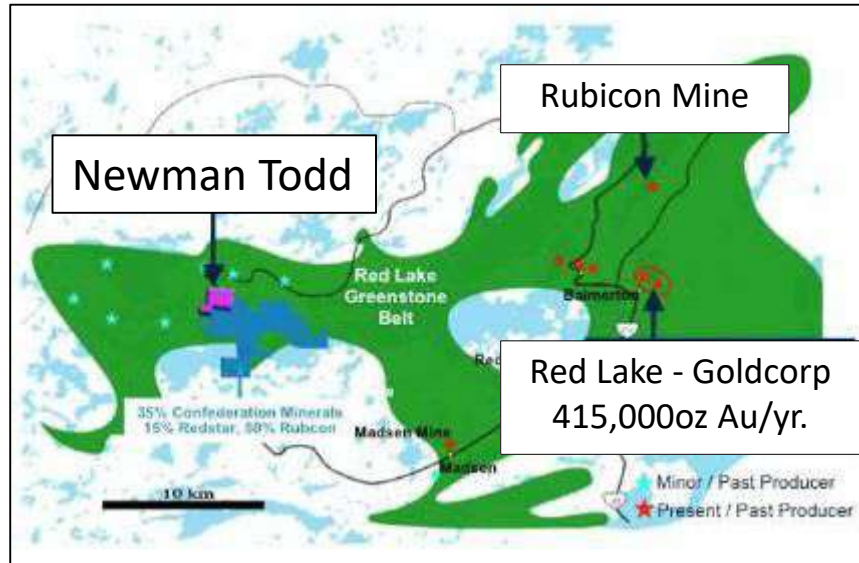 Rubicon Mine
Newman Todd
Red Lake
Greenstone
Belt
Balmerton
Red Lake - Goldcorp
415,000oz Au/yr.
35% Confederation Minerals
15% Redstar, 50% Rubicon
Madsen Mine
Madsen
10 km
Minor / Past Producer
Present / Past Producer